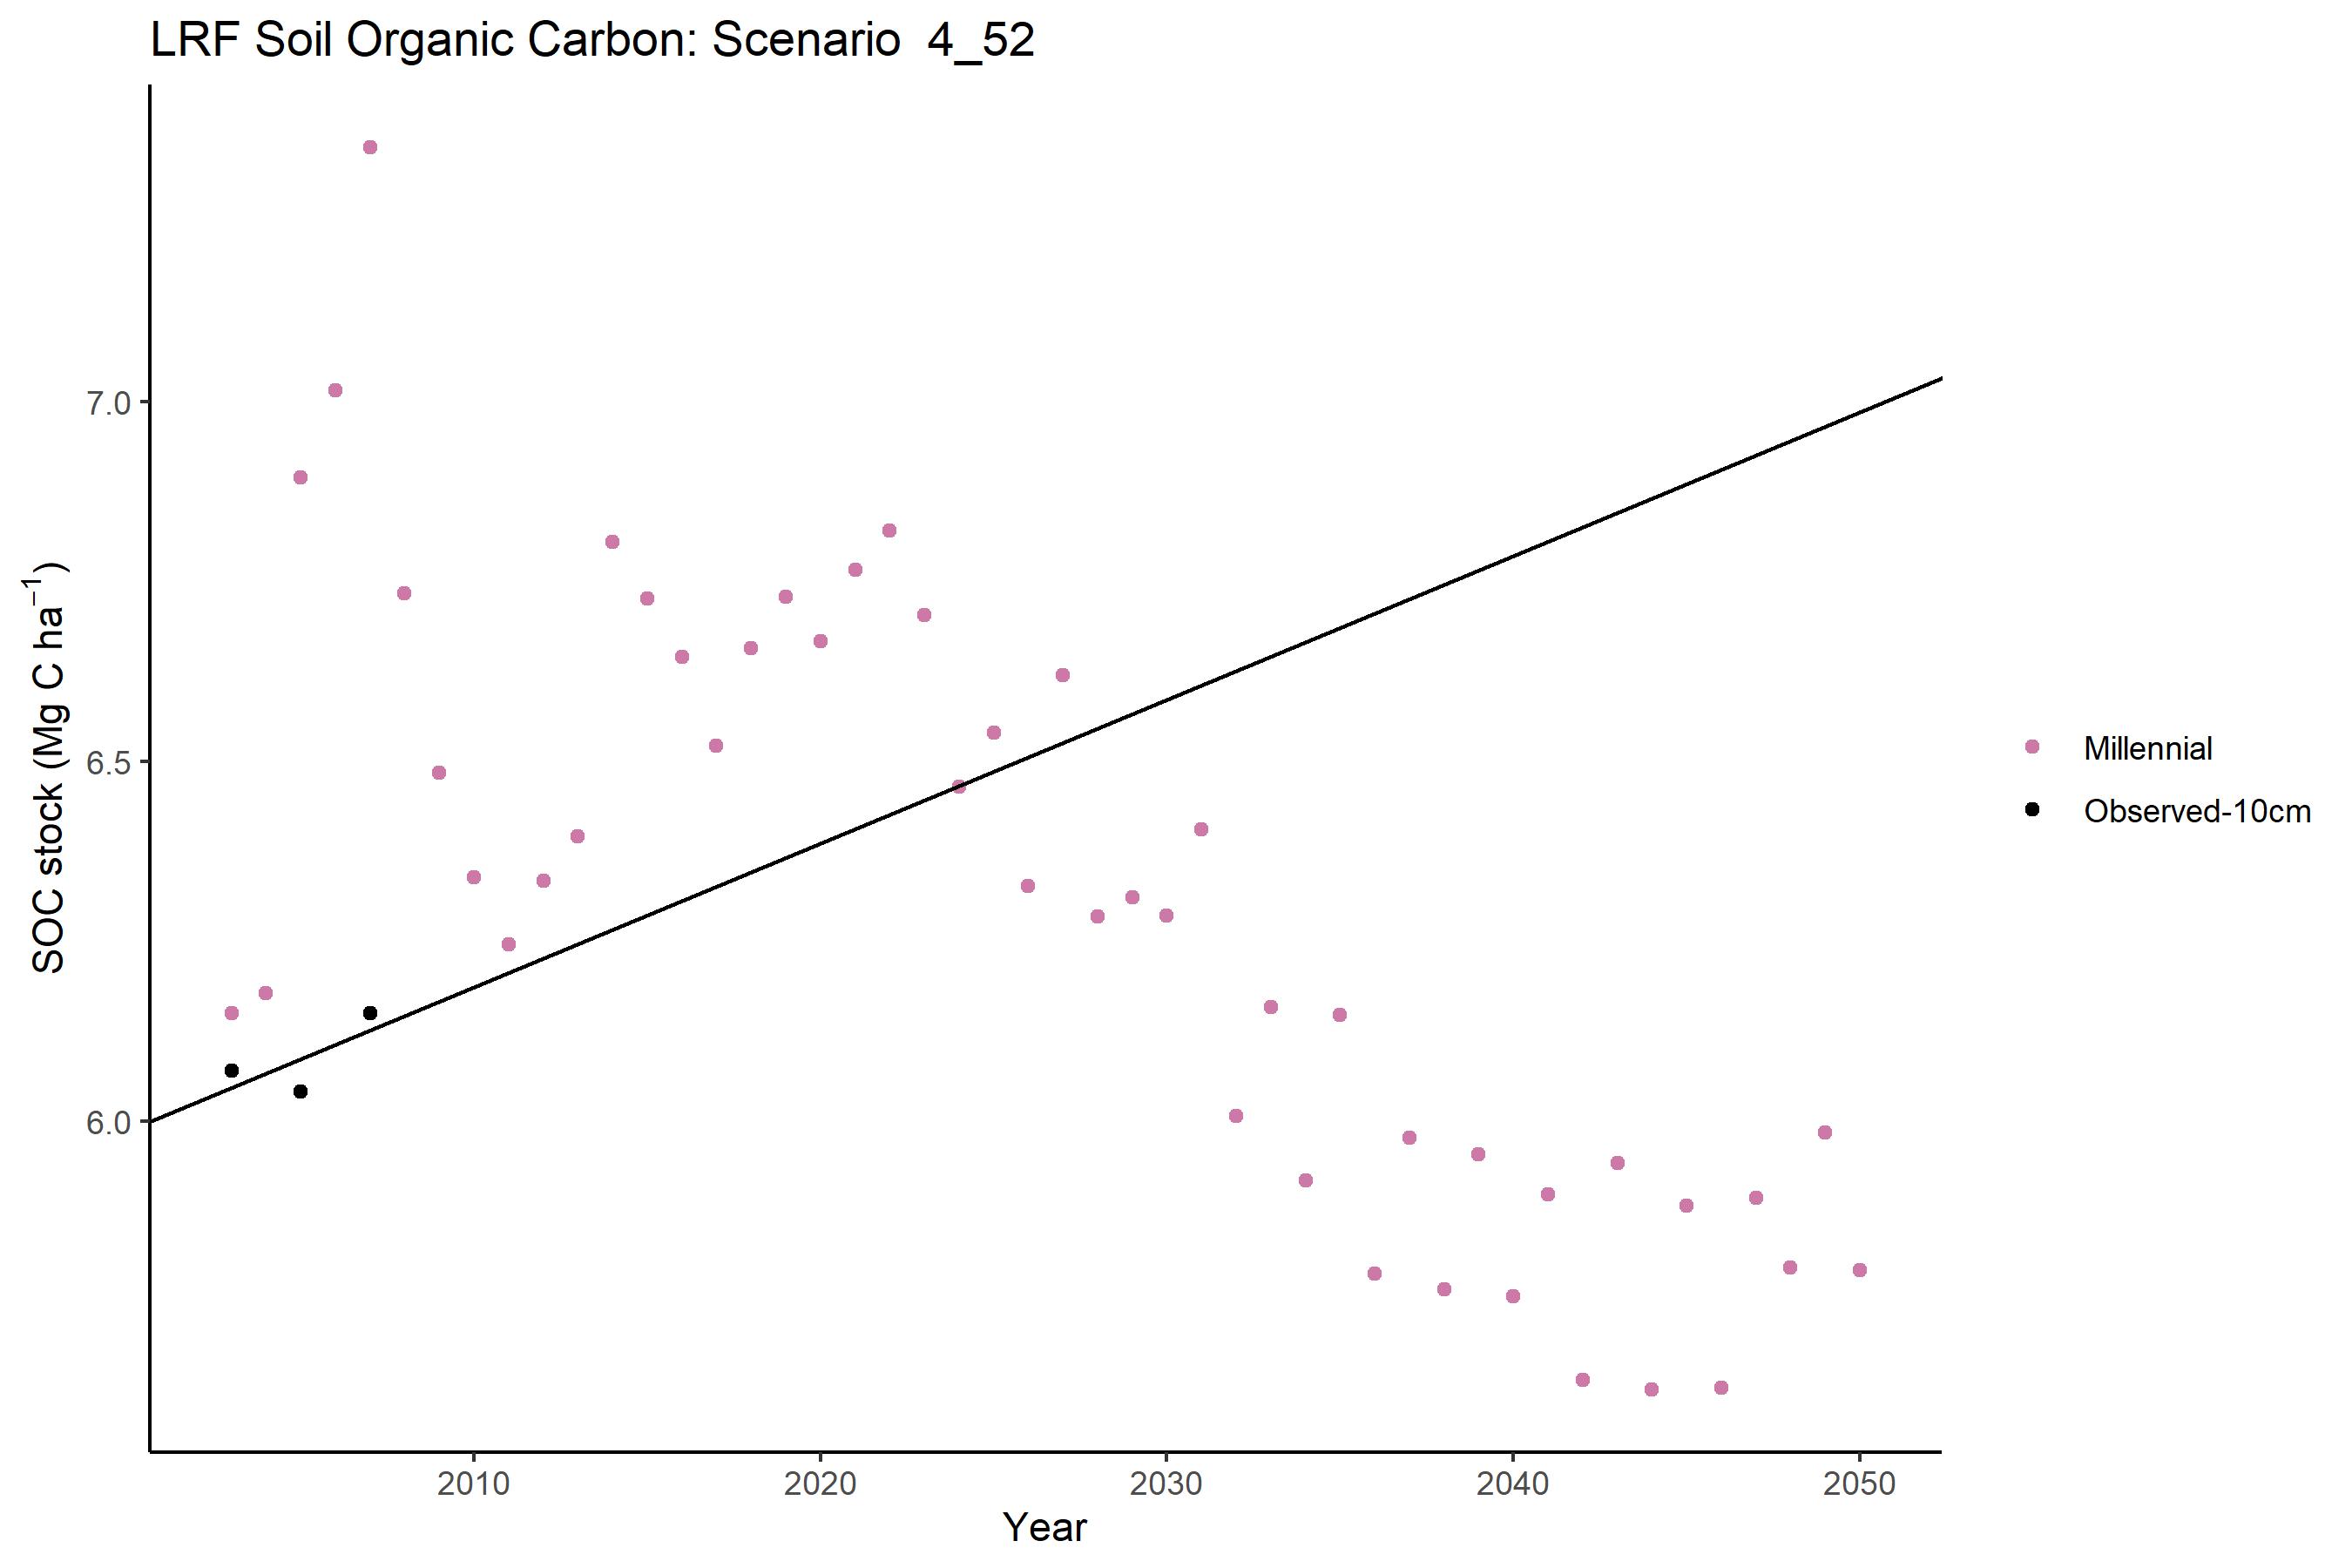 LRF Soil Organic Carbon: Scenario  4_52
SOC stock (Mg C ha⁻¹)
7.0
6.5
6.0
2010
2020
2030
2040
2050
Year
Millennial
Observed-10cm